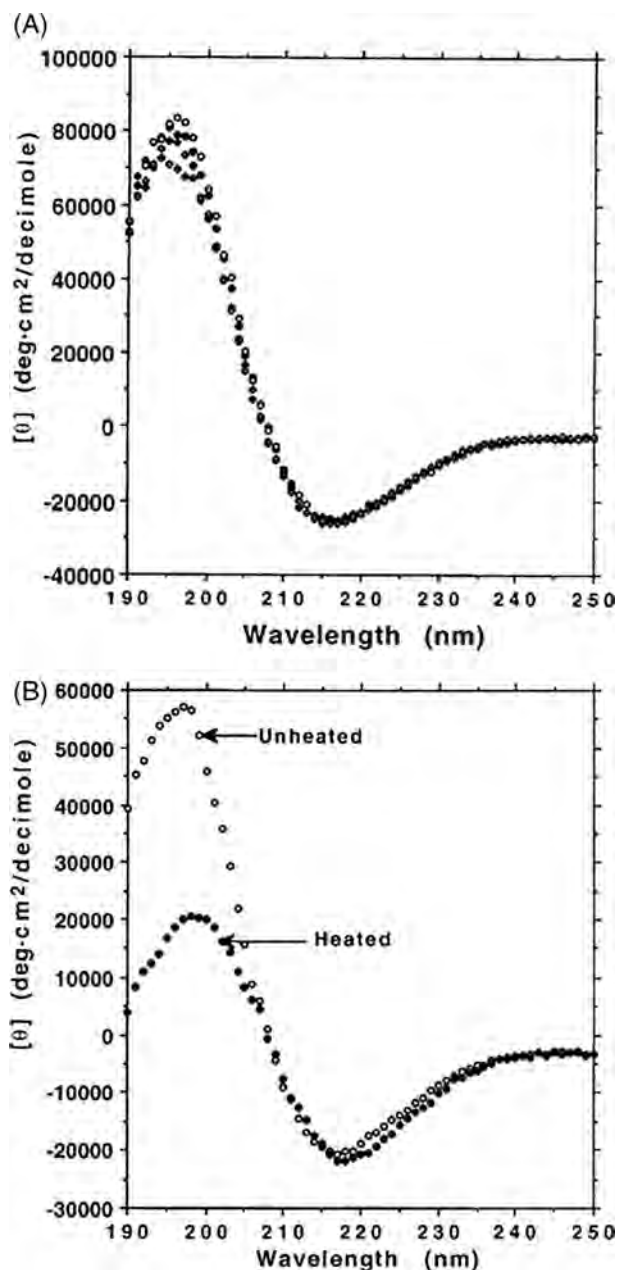 (A)
100000
80000
60000
40000
20000
0
-20000
-40000
[θ] (deg·cm²/decimole)
190 200 210 220 230 240 250
Wavelength (nm)
(B)
60000
50000
40000
30000
20000
10000
0
-10000
-20000
-30000
[θ] (deg·cm²/decimole)
Unheated
Heated
190 200 210 220 230 240 250
Wavelength (nm)